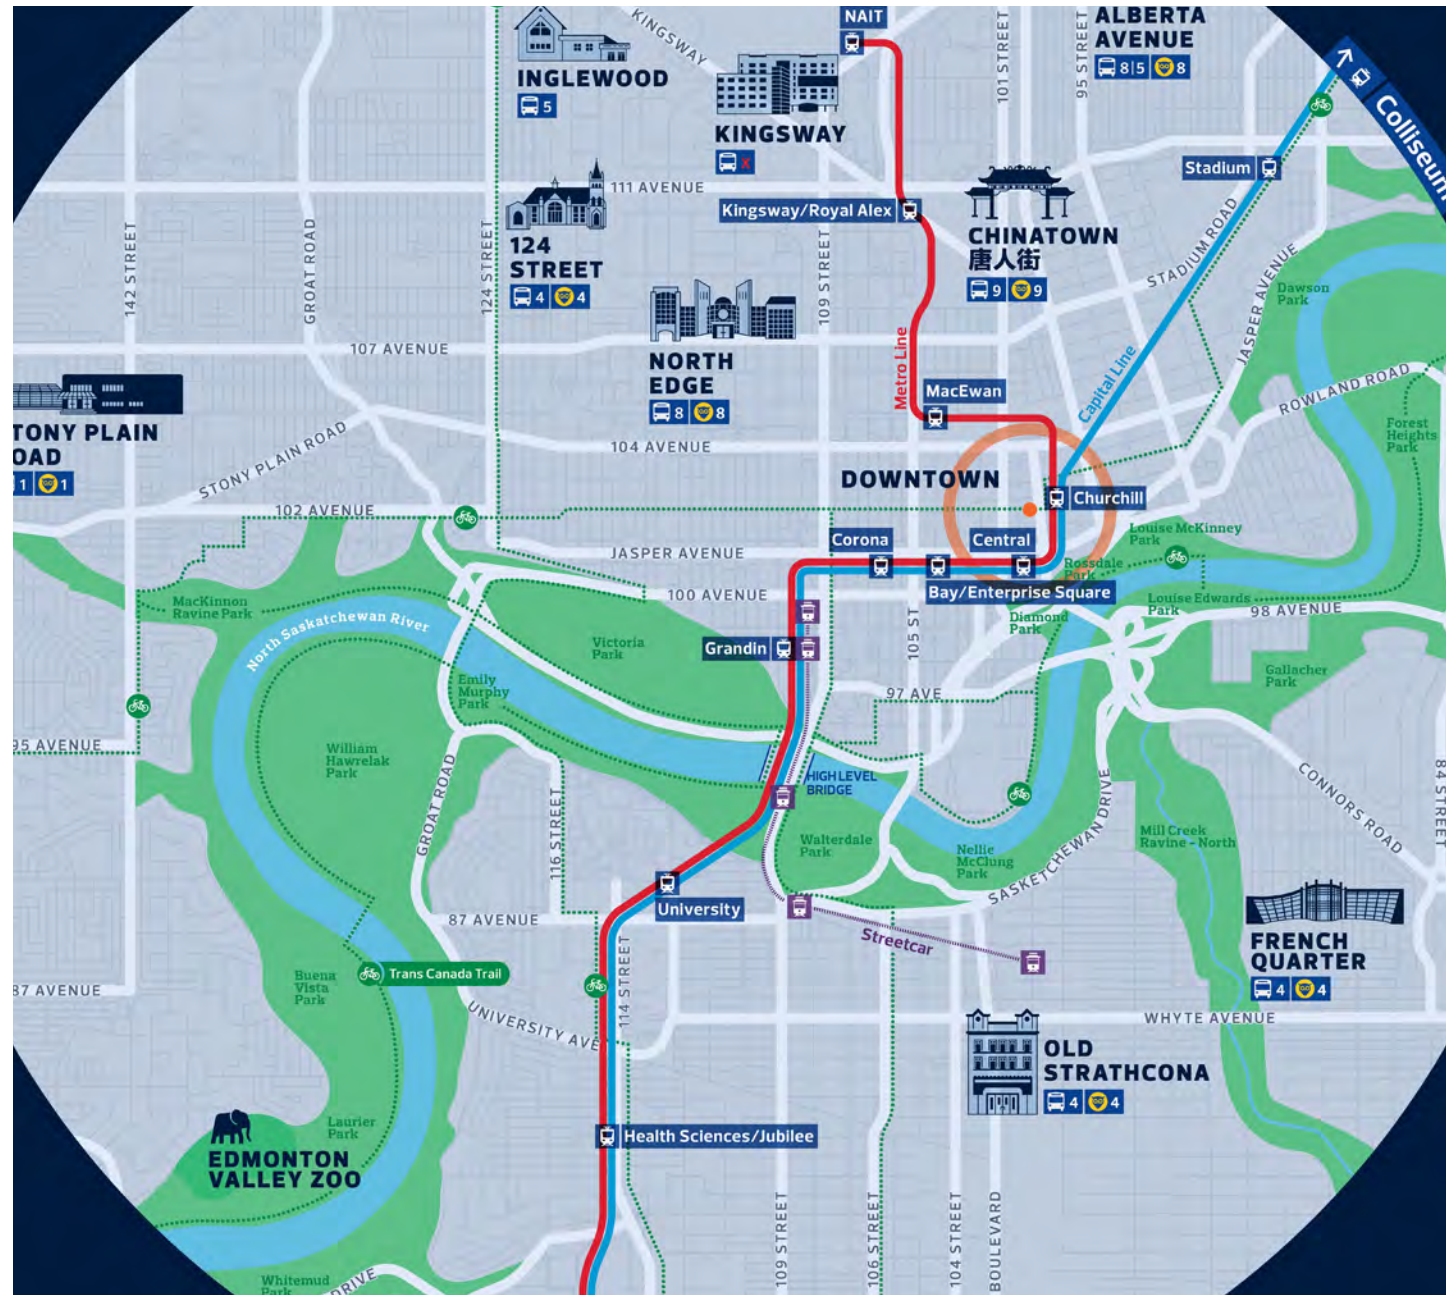 NAIT
ALBERTA
AVENUE
8|5 8
KINGSWAY
101 STREET
95 STREET
INGLEWOOD
5
KINGSWAY
X
Colliseum
Stadium
111 AVENUE
Kingsway/Royal Alex
124
STREET
4 4
CHINATOWN
唐人街
9 9
STADIUM ROAD
JASPER AVENUE
Dawson
Park
142 STREET
GROAT ROAD
124 STREET
109 STREET
107 AVENUE
NORTH
EDGE
8 8
Metro Line
Capital Line
MacEwan
ROWLAND ROAD
Forest
Heights
Park
TONY PLAIN
OAD
1 1
STONY PLAIN ROAD
104 AVENUE
DOWNTOWN
Churchill
102 AVENUE
JASPER AVENUE
Corona
Central
Louise McKinney
Park
Rossdale
Park
Bay/Enterprise Square
100 AVENUE
Louise Edwards
Park
98 AVENUE
Diamond
Park
MacKinnon
Ravine Park
North Saskatchewan River
Victoria
Park
Grandin
105 ST
97 AVE
Gallacher
Park
Emily
Murphy
Park
95 AVENUE
William
Hawrelak
Park
GROAT ROAD
116 STREET
HIGH LEVEL
BRIDGE
CONNORS ROAD
84 STREET
Walterdale
Park
Nellie
McClung
Park
SASKETCHEWAN DRIVE
Mill Creek
Ravine - North
University
87 AVENUE
Streetcar
FRENCH
QUARTER
4 4
Trans Canada Trail
Buena
Vista
Park
87 AVENUE
114 STREET
UNIVERSITY AVE
WHYTE AVENUE
OLD
STRATHCONA
4 4
Laurier
Park
Health Sciences/Jubilee
EDMONTON
VALLEY ZOO
109 STREET
106 STREET
104 STREET
BOULEVARD
Whitemud
Park
DRIVE